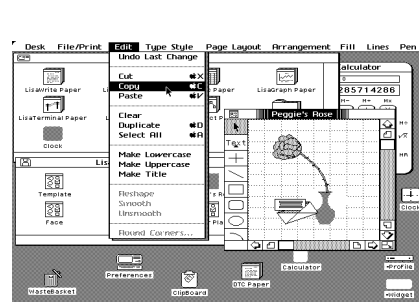 Desk File/Print Edit Type Style Page Layout Arrangement Fill Lines Pen
Undo Last Change
Cut X
Copy C
Paste V
Clear
Duplicate D
Select All A
Make Lowercase
Make Uppercase
Make Title
Reshape
Smooth
Unsmooth
Round Corners...
LisaWrite Paper
LisaTerminal Paper
Clock
Template
Face
LisaGraph Paper
Calculator
285714286
M+ M- Mx
Peggie's Rose
Text
Clock
WasteBasket
Preferences
ClipBoard
DTC Paper
Calculator
Profile
Widget